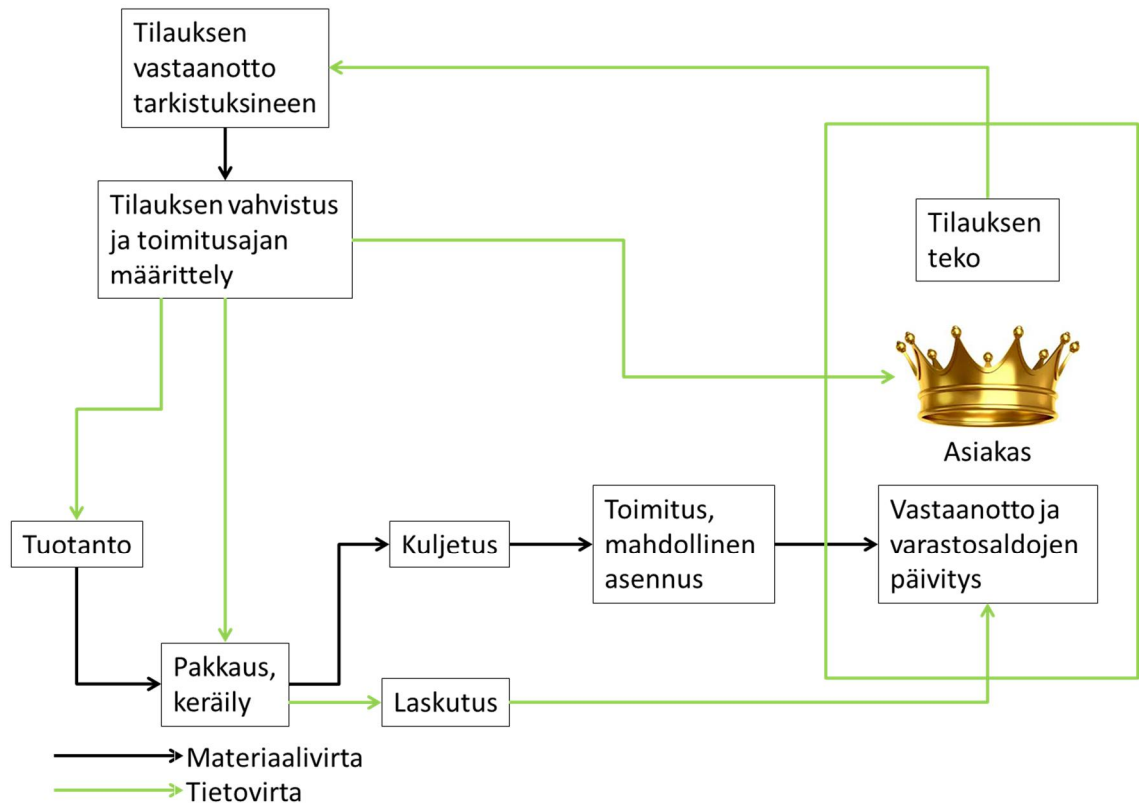 Tilauksen
vastaanotto
tarkistuksineen
Tilauksen vahvistus
ja toimitusajan
määrittely
Tilauksen
teko
Asiakas
Tuotanto
Kuljetus
Toimitus,
mahdollinen
asennus
Vastaanotto ja
varastosaldojen
päivitys
Pakkaus,
keräily
Laskutus
Materiaalivirta
Tietovirta